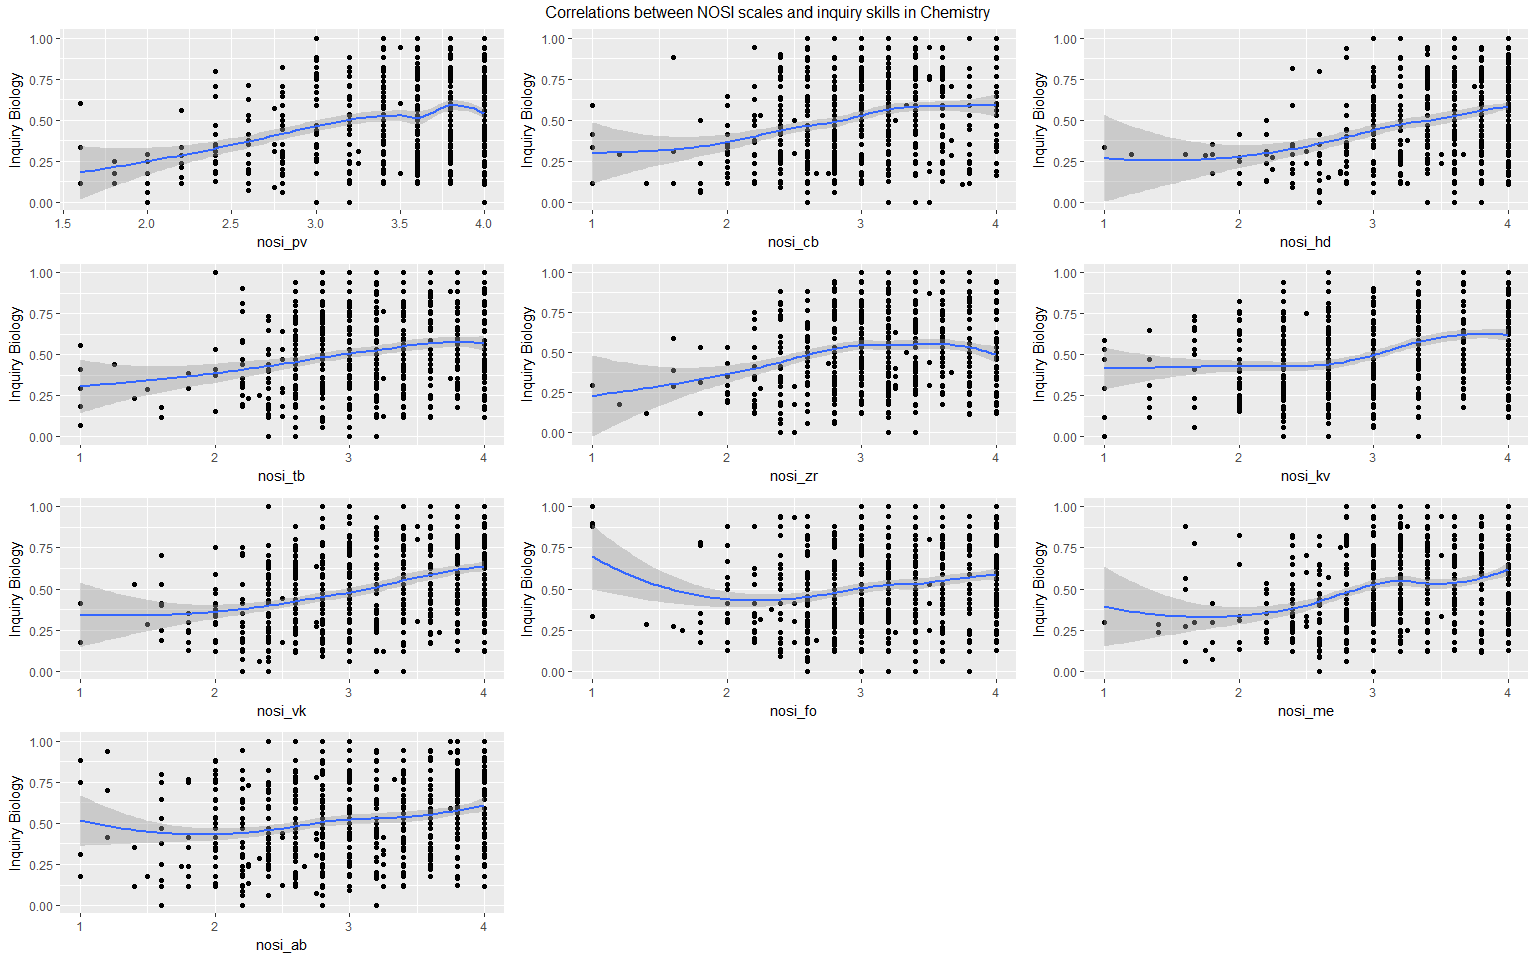 Correlations between NOSI scales and inquiry skills in Chemistry
Inquiry Biology
1.00
0.75
0.50
0.25
0.00
1.5 2.0 2.5 3.0 3.5 4.0
nosi_pv
Inquiry Biology
1.00
0.75
0.50
0.25
0.00
1 2 3 4
nosi_cb
Inquiry Biology
1.00
0.75
0.50
0.25
0.00
1 2 3 4
nosi_hd
Inquiry Biology
1.00
0.75
0.50
0.25
0.00
1 2 3 4
nosi_tb
Inquiry Biology
1.00
0.75
0.50
0.25
0.00
1 2 3 4
nosi_zr
Inquiry Biology
1.00
0.75
0.50
0.25
0.00
1 2 3 4
nosi_kv
Inquiry Biology
1.00
0.75
0.50
0.25
0.00
1 2 3 4
nosi_vk
Inquiry Biology
1.00
0.75
0.50
0.25
0.00
1 2 3 4
nosi_fo
Inquiry Biology
1.00
0.75
0.50
0.25
0.00
1 2 3 4
nosi_me
Inquiry Biology
1.00
0.75
0.50
0.25
0.00
1 2 3 4
nosi_ab